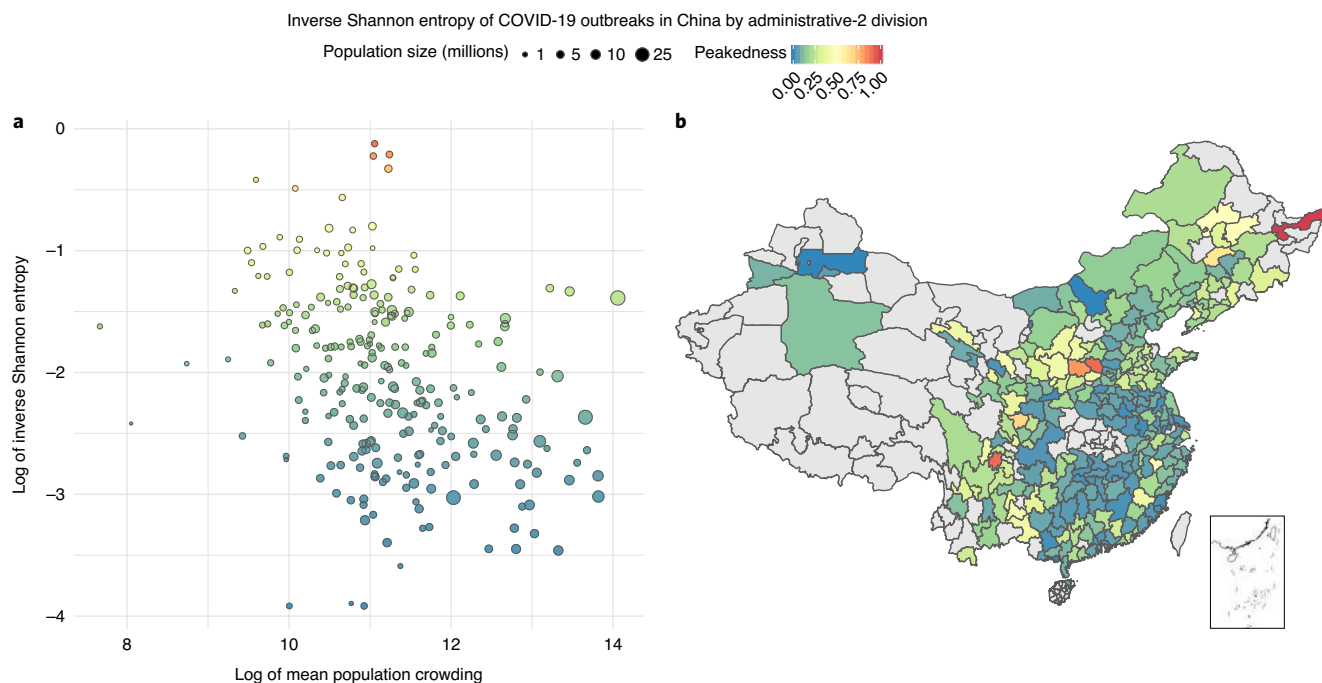 Inverse Shannon entropy of COVID-19 outbreaks in China by administrative-2 division
Population size (millions) 1 5 10 25 Peakedness
0.00 0.25 0.50 0.75 1.00
a
b
0
–1
–2
–3
–4
Log of inverse Shannon entropy
8 10 12 14
Log of mean population crowding